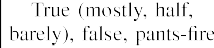 True (mostly, half,
barely), false, pants-fire